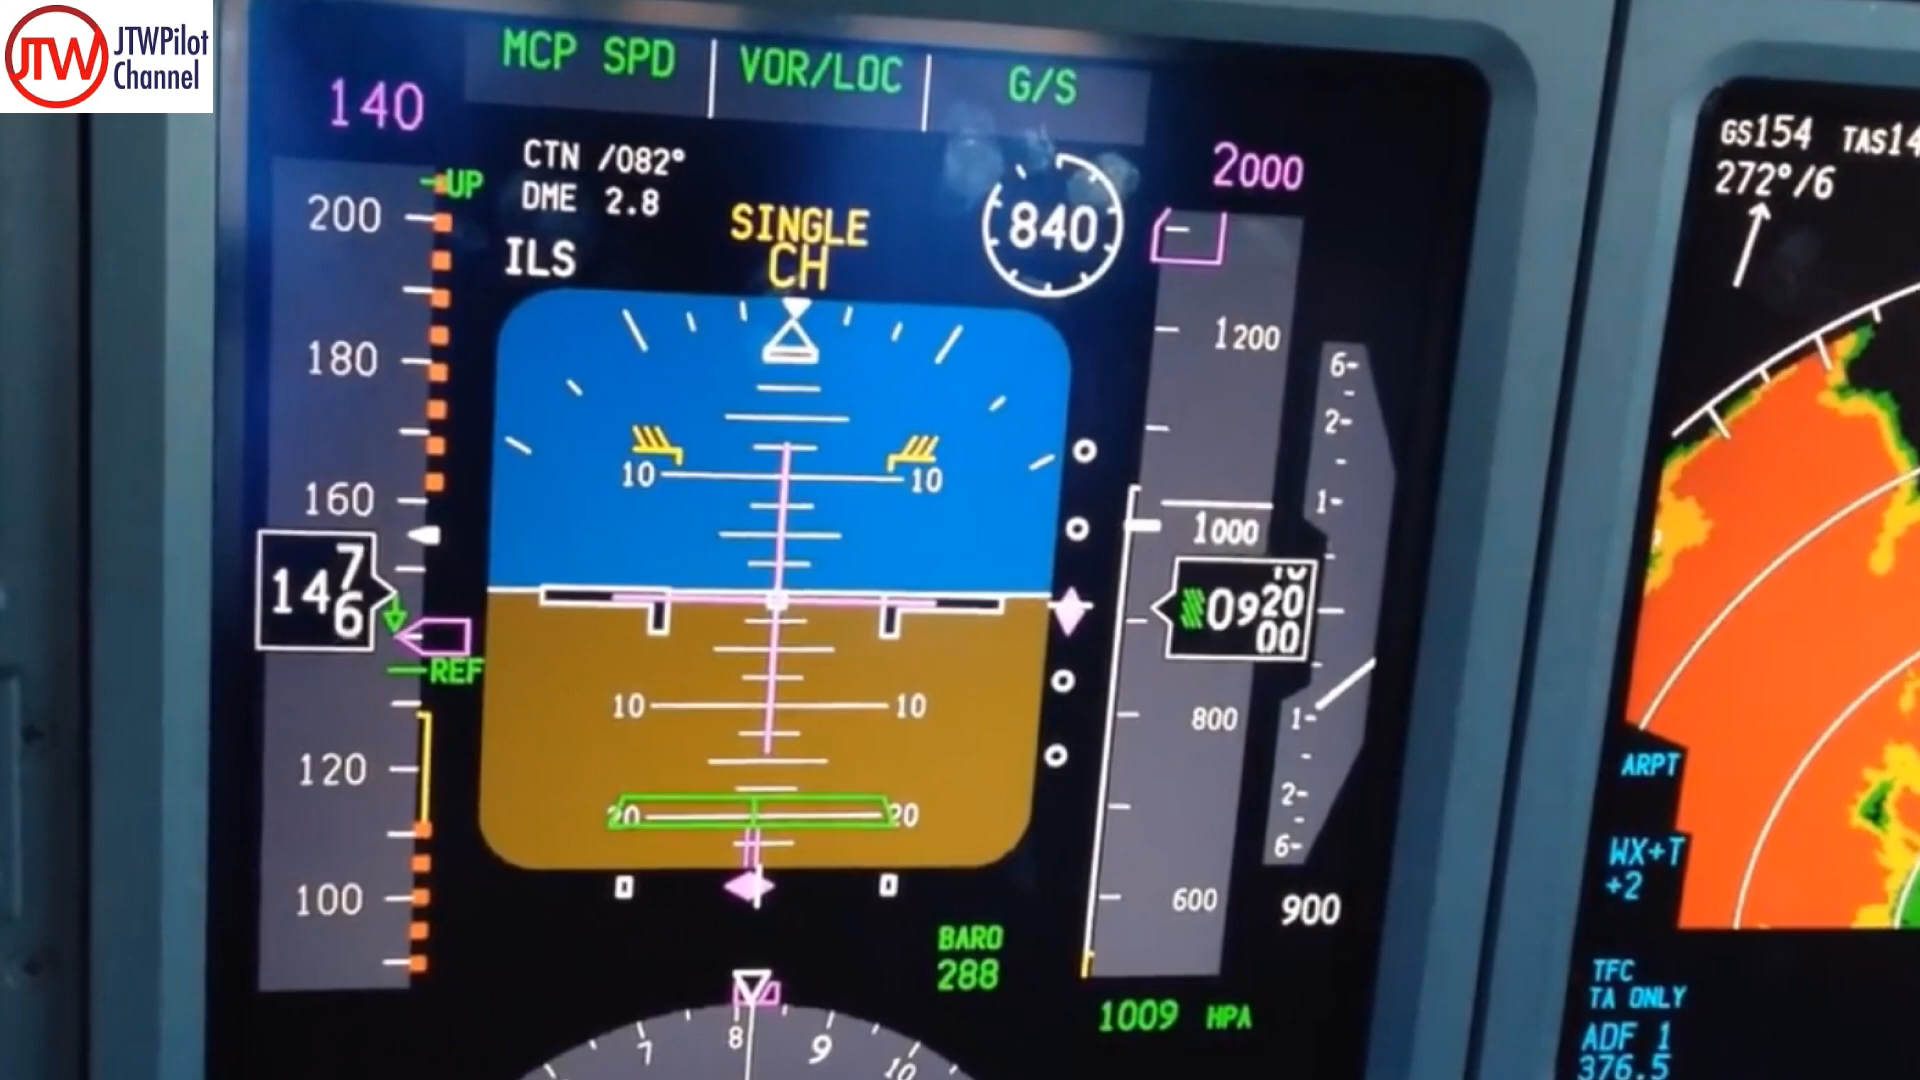 JTW JTWPilot
Channel
MCP SPD VOR/LOC G/S
140
CTN /082°
DME 2.8
ILS
SINGLE
CH
840
2000
UP
200
180
160
147
6
REF
120
100
10 10
10 10
20 20
1200
1000
0920
00
800
600
6
2
1
1
2
6
900
BARO
288
1009 HPA
7 8 9 10
GS154 TAS14
272°/6
ARPT
WX+T
+2
TFC
TA ONLY
ADF 1
376.5